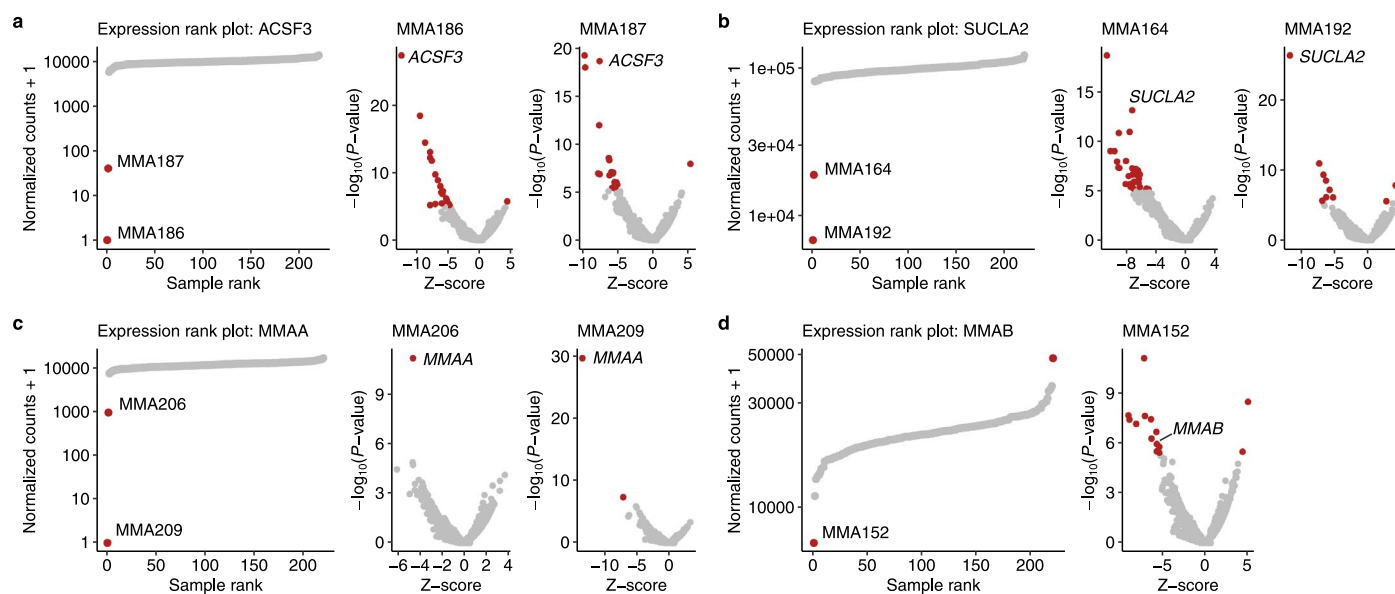 a
Expression rank plot: ACSF3
Normalized counts + 1
10000
1000
100
10
1
MMA187
MMA186
0
50
100
150
200
Sample rank
MMA186
−log10(P−value)
20
10
0
ACSF3
−10
−5
0
5
Z−score
MMA187
−log10(P−value)
20
15
10
5
0
ACSF3
−10
−5
0
5
Z−score
b
Expression rank plot: SUCLA2
Normalized counts + 1
1e+05
3e+04
1e+04
MMA164
MMA192
0
50
100
150
200
Sample rank
MMA164
−log10(P−value)
15
10
5
0
SUCLA2
−8
−4
0
4
Z−score
MMA192
−log10(P−value)
20
10
0
SUCLA2
−10
−5
0
Z−score
c
Expression rank plot: MMAA
Normalized counts + 1
10000
1000
100
10
1
MMA206
MMA209
0
50
100
150
200
Sample rank
MMA206
−log10(P−value)
9
6
3
0
MMAA
−6
−4
−2
0
2
4
Z−score
MMA209
−log10(P−value)
30
20
10
0
MMAA
−10
−5
0
Z−score
d
Expression rank plot: MMAB
Normalized counts + 1
50000
30000
10000
MMA152
0
50
100
150
200
Sample rank
MMA152
−log10(P−value)
9
6
3
0
MMAB
−5
0
5
Z−score